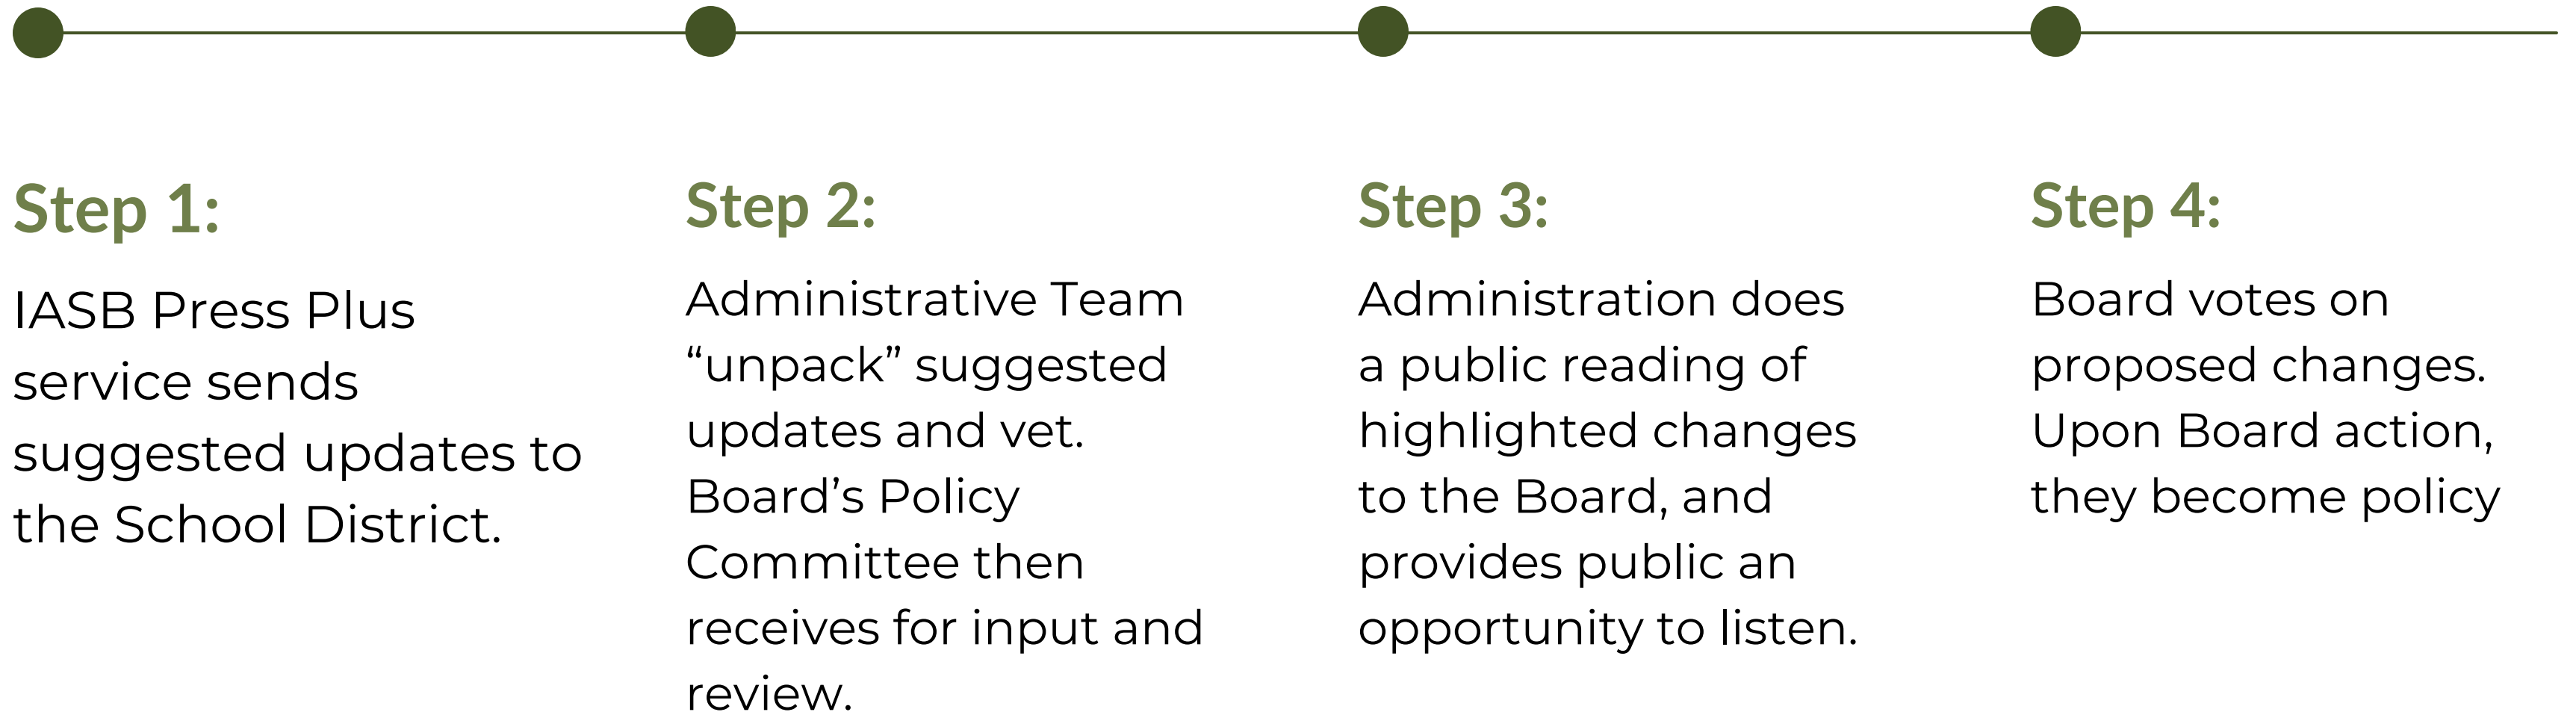 Step 1:
IASB Press Plus
service sends
suggested updates to
the School District.
Step 2:
Administrative Team
“unpack” suggested
updates and vet.
Board’s Policy
Committee then
receives for input and
review.
Step 3:
Administration does
a public reading of
highlighted changes
to the Board, and
provides public an
opportunity to listen.
Step 4:
Board votes on
proposed changes.
Upon Board action,
they become policy